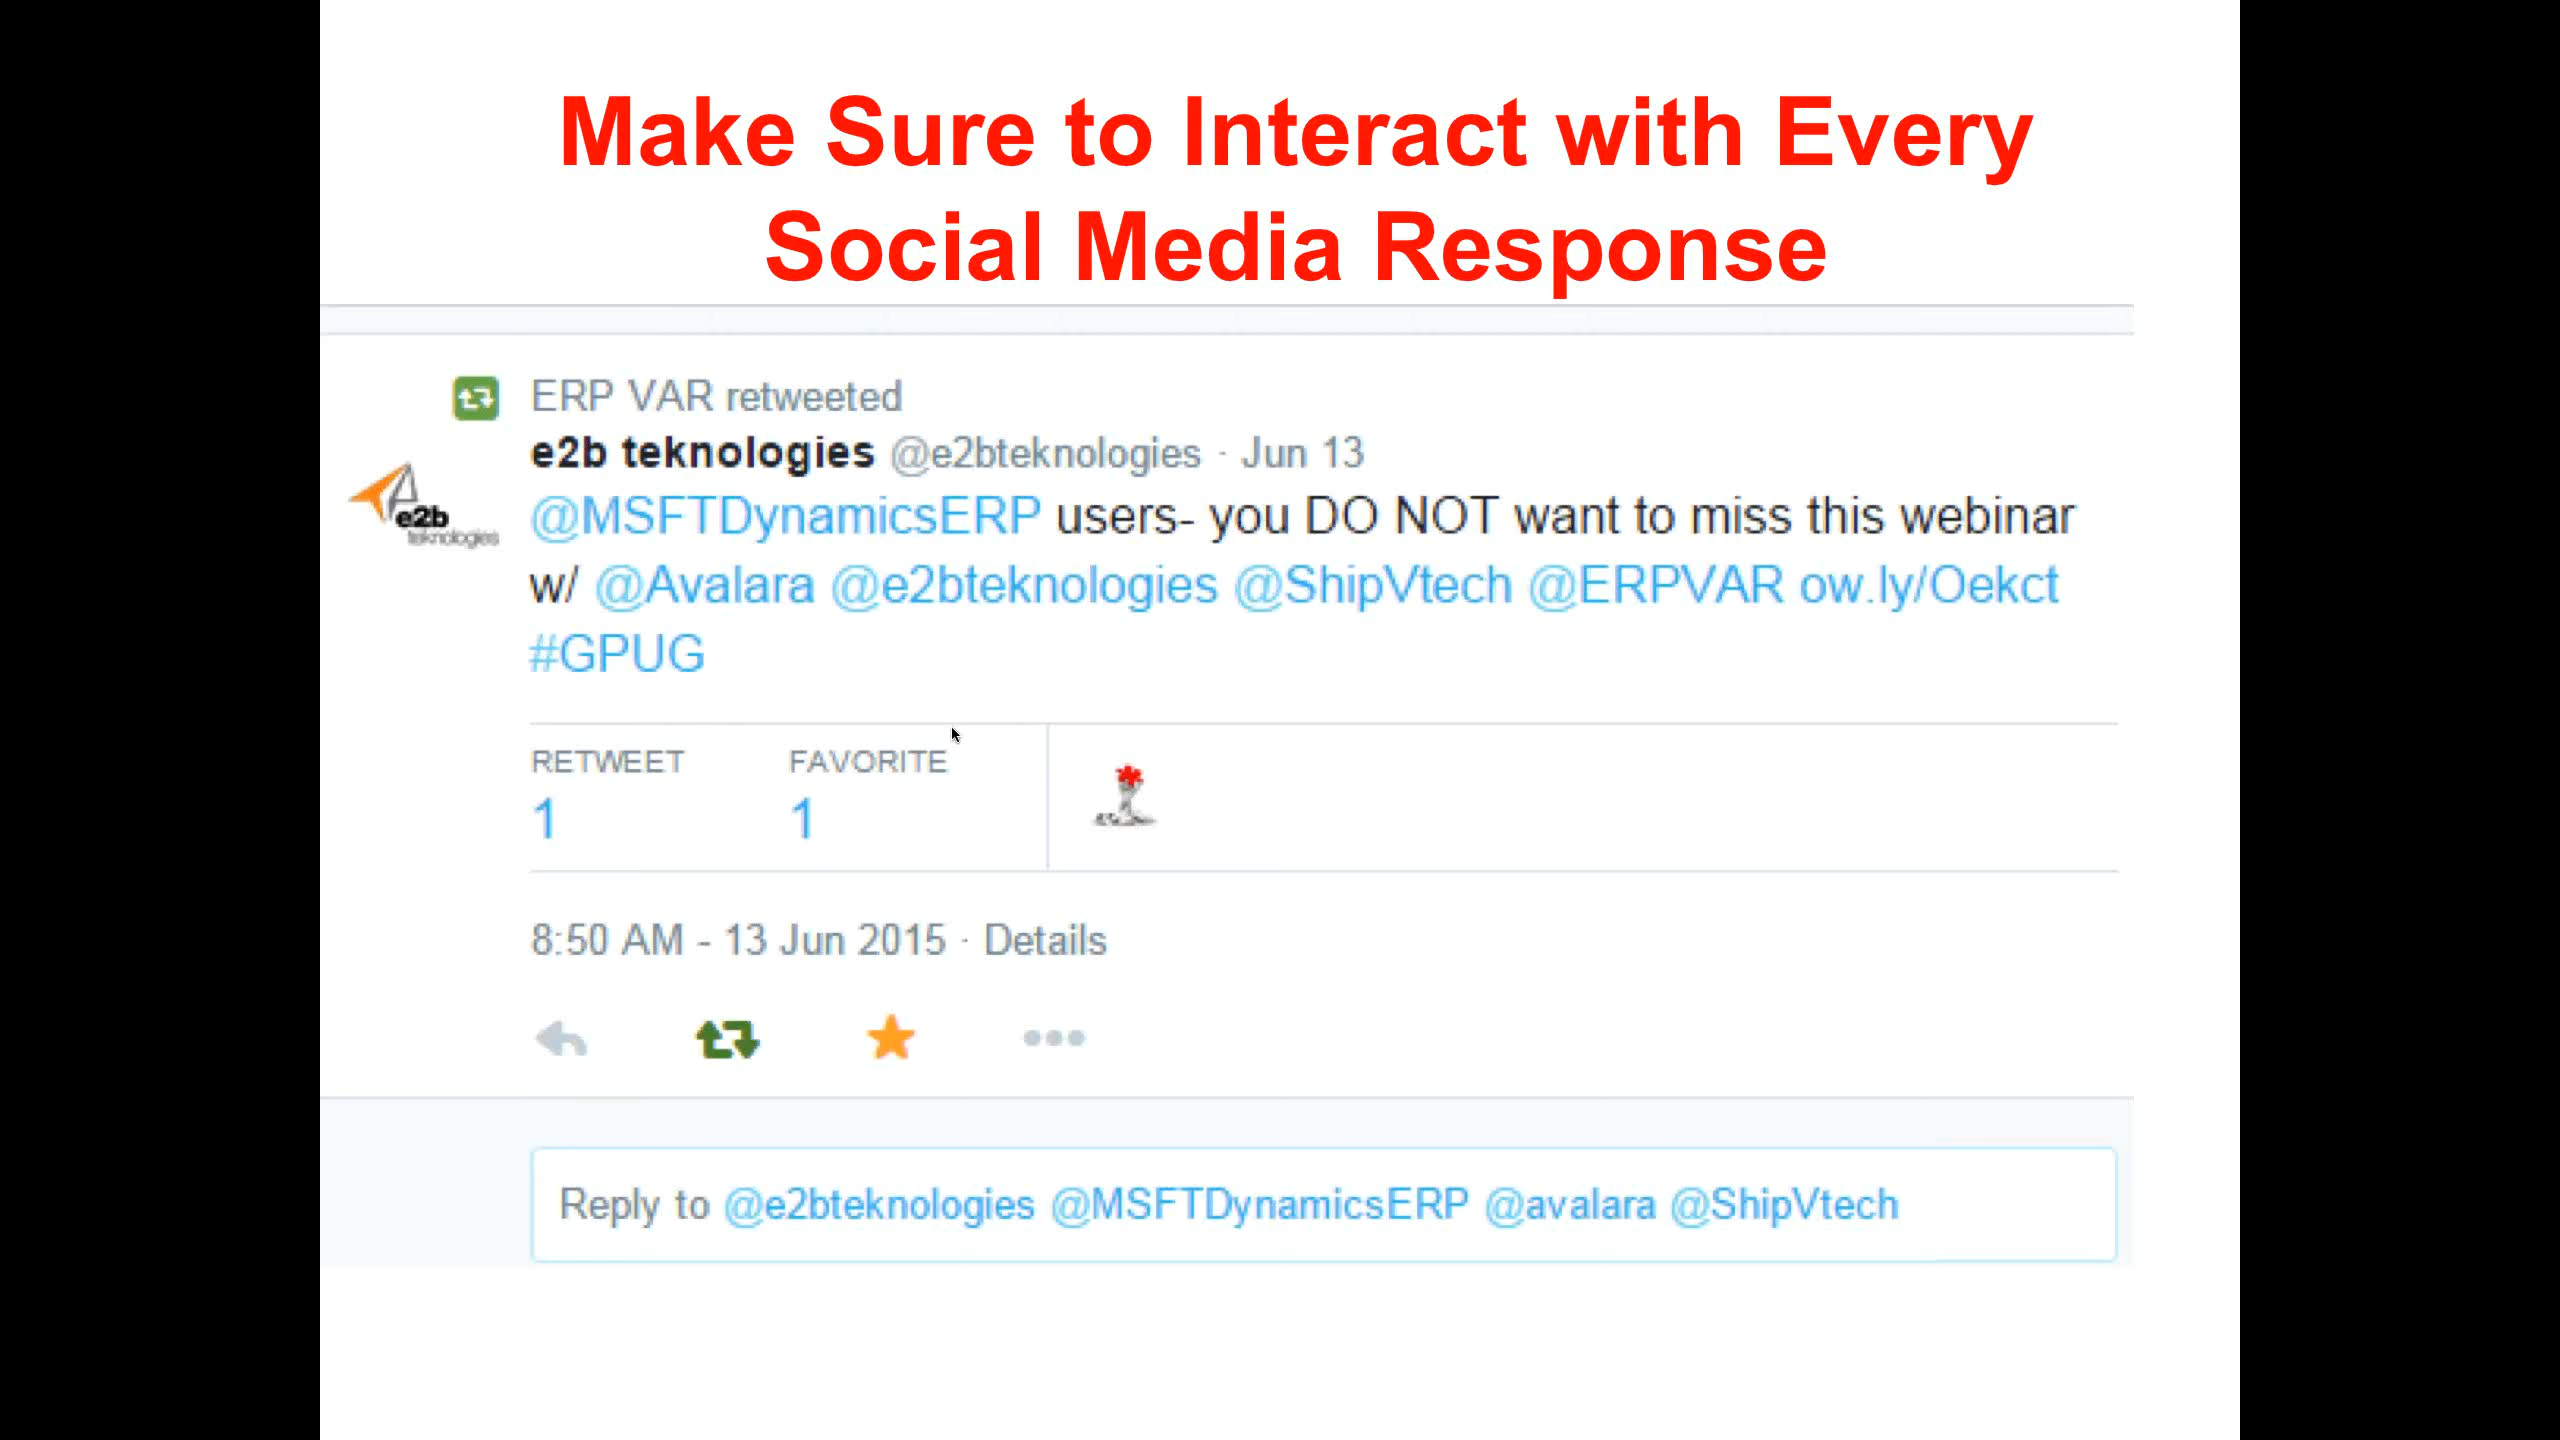 Make Sure to Interact with Every
Social Media Response
ERP VAR retweeted
e2b teknologies @e2bteknologies · Jun 13
e2b
teknologies
@MSFTDynamicsERP users- you DO NOT want to miss this webinar
w/ @Avalara @e2bteknologies @ShipVtech @ERPVAR ow.ly/Oekct
#GPUG
RETWEET FAVORITE
1 1
8:50 AM - 13 Jun 2015 · Details
Reply to @e2bteknologies @MSFTDynamicsERP @avalara @ShipVtech